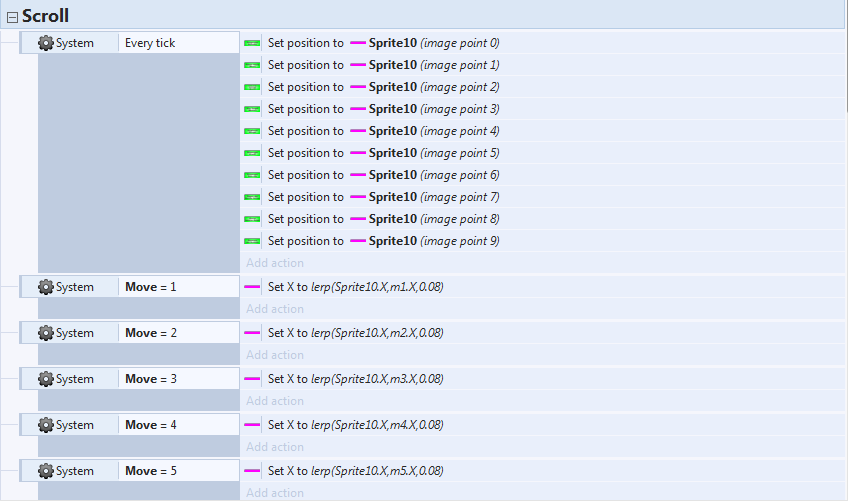 Scroll
System Every tick Set position to Sprite10 (image point 0)
Set position to Sprite10 (image point 1)
Set position to Sprite10 (image point 2)
Set position to Sprite10 (image point 3)
Set position to Sprite10 (image point 4)
Set position to Sprite10 (image point 5)
Set position to Sprite10 (image point 6)
Set position to Sprite10 (image point 7)
Set position to Sprite10 (image point 8)
Set position to Sprite10 (image point 9)
Add action
System Move = 1 Set X to lerp(Sprite10.X,m1.X,0.08)
Add action
System Move = 2 Set X to lerp(Sprite10.X,m2.X,0.08)
Add action
System Move = 3 Set X to lerp(Sprite10.X,m3.X,0.08)
Add action
System Move = 4 Set X to lerp(Sprite10.X,m4.X,0.08)
Add action
System Move = 5 Set X to lerp(Sprite10.X,m5.X,0.08)
Add action